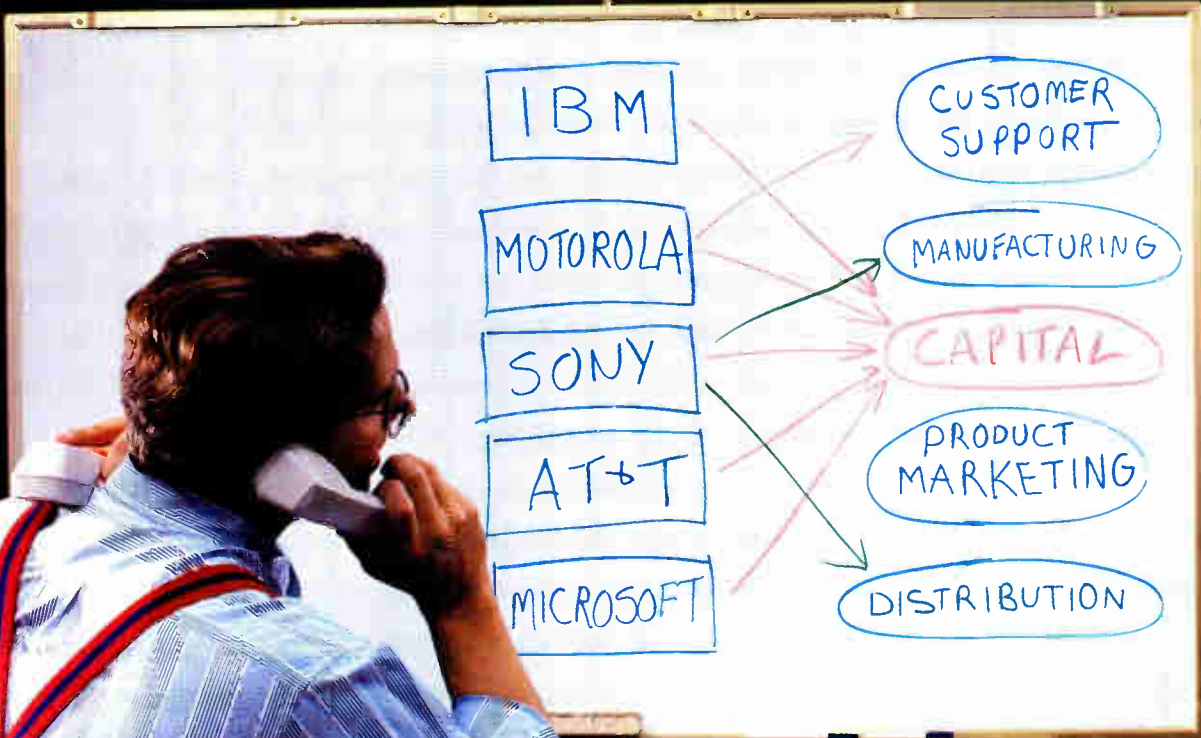 IBM
MOTOROLA
SONY
AT&T
MICROSOFT
CUSTOMER
SUPPORT
MANUFACTURING
CAPITAL
PRODUCT
MARKETING
DISTRIBUTION